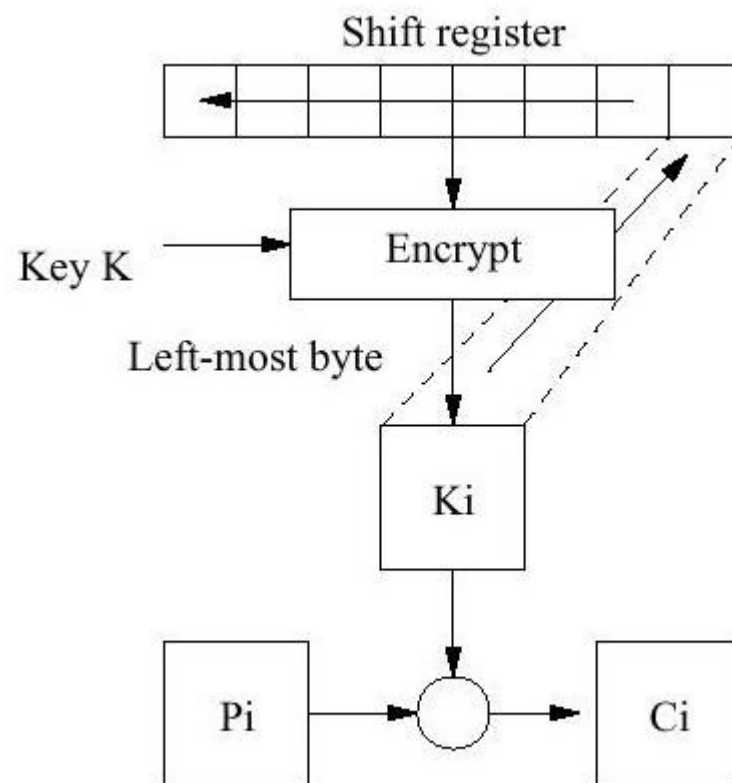 Shift register
Encrypt
Key K
Left-most byte
Ki
Pi
Ci